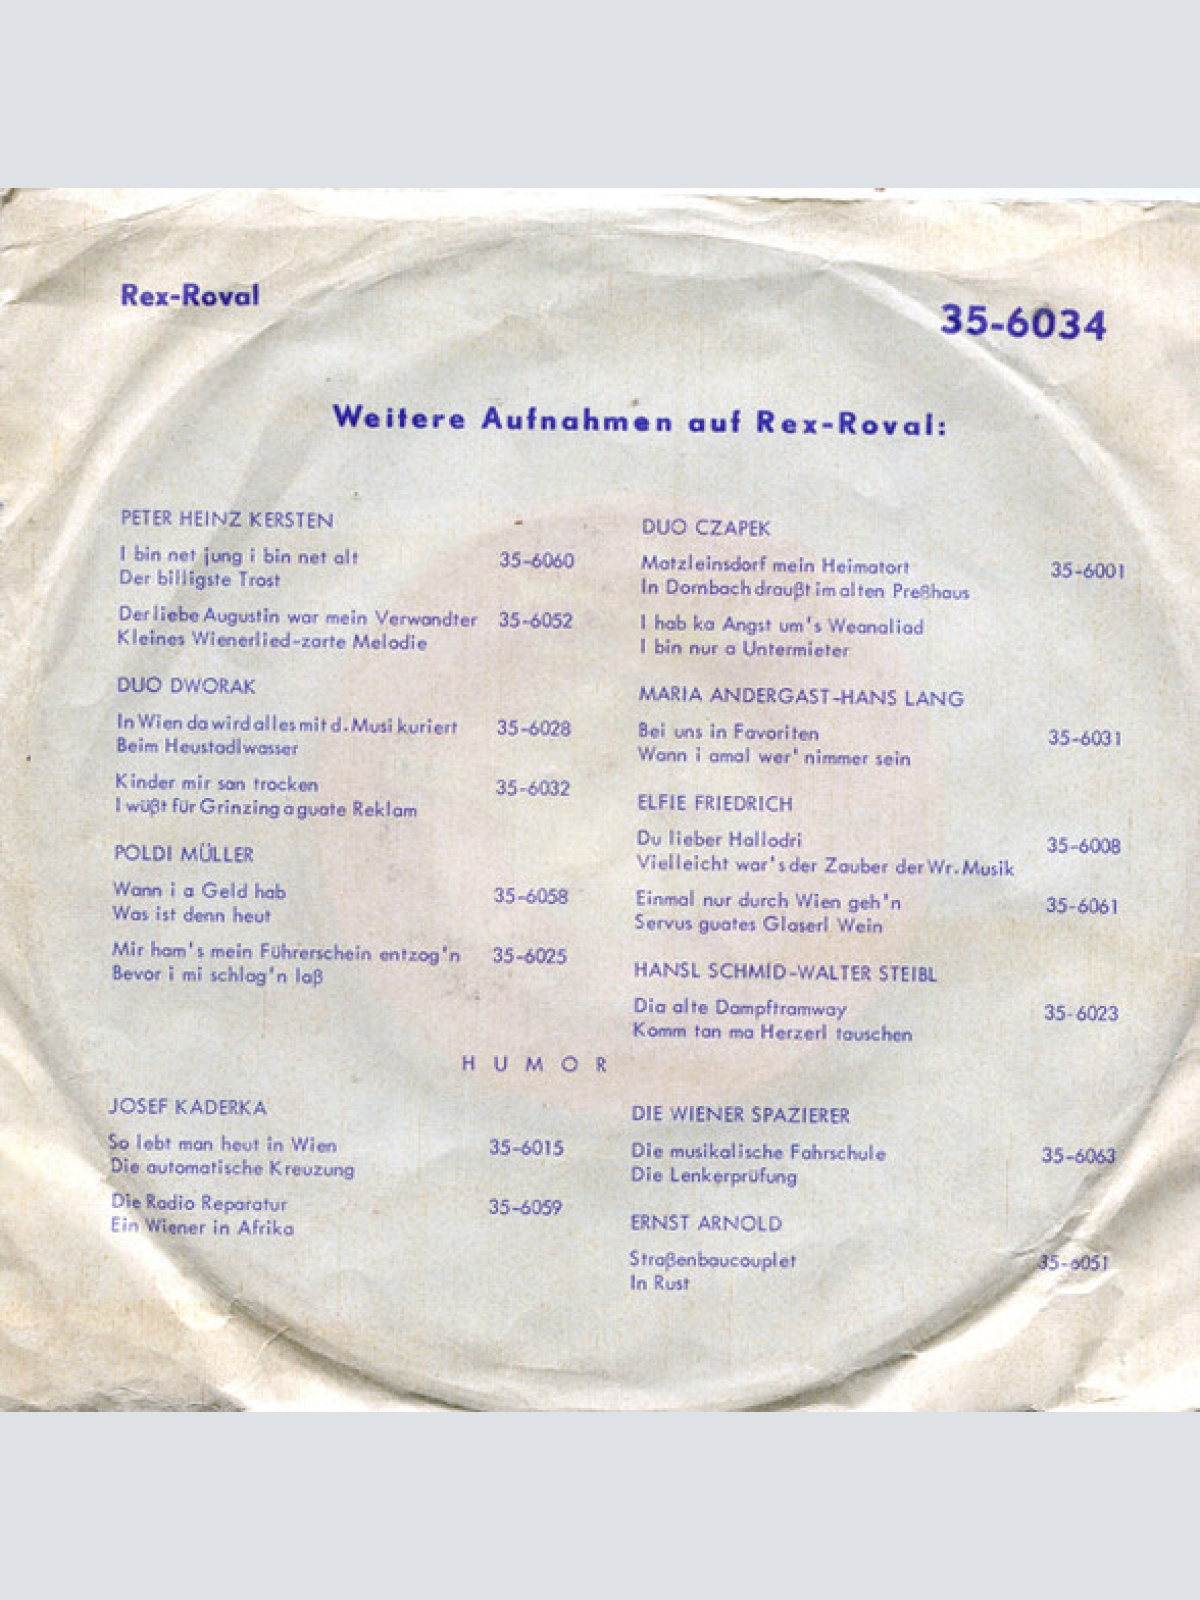 Rex-Roval
35-6034
Weitere Aufnahmen auf Rex-Roval:
PETER HEINZ KERSTEN
I bin net jung i bin net alt 35-6060
Der billigste Trost
Der liebe Augustin war mein Verwandter 35-6052
Kleines Wienerlied-zarte Melodie
DUO DWORAK
In Wien da wird alles mit d. Musi kuriert 35-6028
Beim Heustadlwasser
Kinder mir san trocken 35-6032
I wüßt für Grinzing a guate Reklam
POLDI MÜLLER
Wann i a Geld hab 35-6058
Was ist denn heut
Mir ham's mein Führerschein entzog'n 35-6025
Bevor i mi schlag'n laß
DUO CZAPEK
Matzleinsdorf mein Heimatort 35-6001
In Dornbach draußt im alten Preßhaus
I hab ka Angst um's Weanaliad
I bin nur a Untermieter
MARIA ANDERGAST-HANS LANG
Bei uns in Favoriten 35-6031
Wann i amal wer' nimmer sein
ELFIE FRIEDRICH
Du lieber Hallodri 35-6008
Vielleicht war's der Zauber der Wr. Musik
Einmal nur durch Wien geh'n 35-6061
Servus guates Glaserl Wein
HANSL SCHMID-WALTER STEIBL
Dia alte Dampftramway 35-6023
Komm tan ma Herzerl tauschen
HUMOR
JOSEF KADERKA
So lebt man heut in Wien 35-6015
Die automatische Kreuzung
Die Radio Reparatur 35-6059
Ein Wiener in Afrika
DIE WIENER SPAZIERER
Die musikalische Fahrschule 35-6063
Die Lenkerprüfung
ERNST ARNOLD
Straßenbaucouplet 35-6051
In Rust